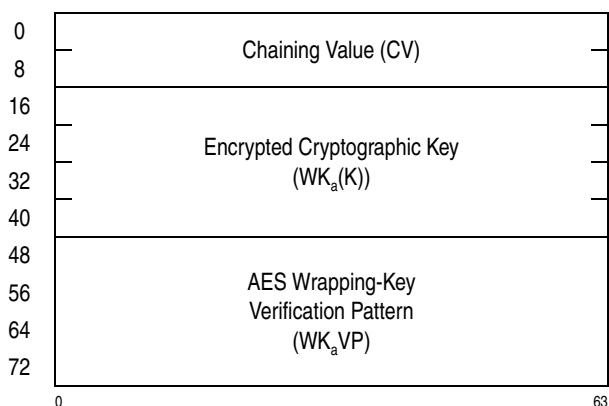 0
Chaining Value (CV)
8
16
24
Encrypted Cryptographic Key
32
(WKa(K))
40
48
AES Wrapping-Key
56
Verification Pattern
64
(WKaVP)
72
0 63